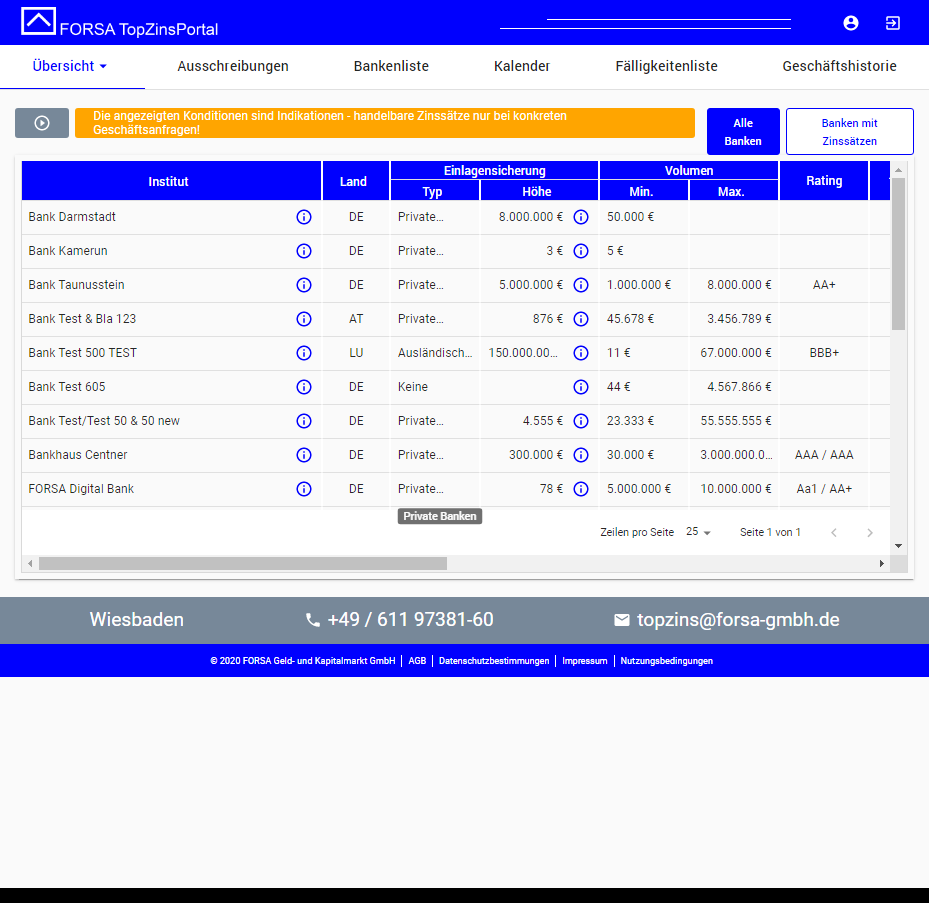 FORSA TopZinsPortal
Übersicht Ausschreibungen Bankenliste Kalender Fälligkeitenliste Geschäftshistorie
Die angezeigten Konditionen sind Indikationen - handelbare Zinssätze nur bei konkreten
Geschäftsanfragen!
Alle
Banken
Banken mit
Zinssätzen
Institut Land Einlagensicherung Volumen Rating
Typ Höhe Min. Max.
Bank Darmstadt DE Private... 8.000.000 € 50.000 €
Bank Kamerun DE Private... 3 € 5 €
Bank Taunusstein DE Private... 5.000.000 € 1.000.000 € 8.000.000 € AA+
Bank Test & Bla 123 AT Private... 876 € 45.678 € 3.456.789 €
Bank Test 500 TEST LU Ausländisch... 150.000.00... 11 € 67.000.000 € BBB+
Bank Test 605 DE Keine 44 € 4.567.866 €
Bank Test/Test 50 & 50 new DE Private... 4.555 € 23.333 € 55.555.555 €
Bankhaus Centner DE Private... 300.000 € 30.000 € 3.000.000.0... AAA / AAA
FORSA Digital Bank DE Private... 78 € 5.000.000 € 10.000.000 € Aa1 / AA+
Private Banken
Zeilen pro Seite 25 Seite 1 von 1
Wiesbaden +49 / 611 97381-60 topzins@forsa-gmbh.de
© 2020 FORSA Geld- und Kapitalmarkt GmbH | AGB | Datenschutzbestimmungen | Impressum | Nutzungsbedingungen